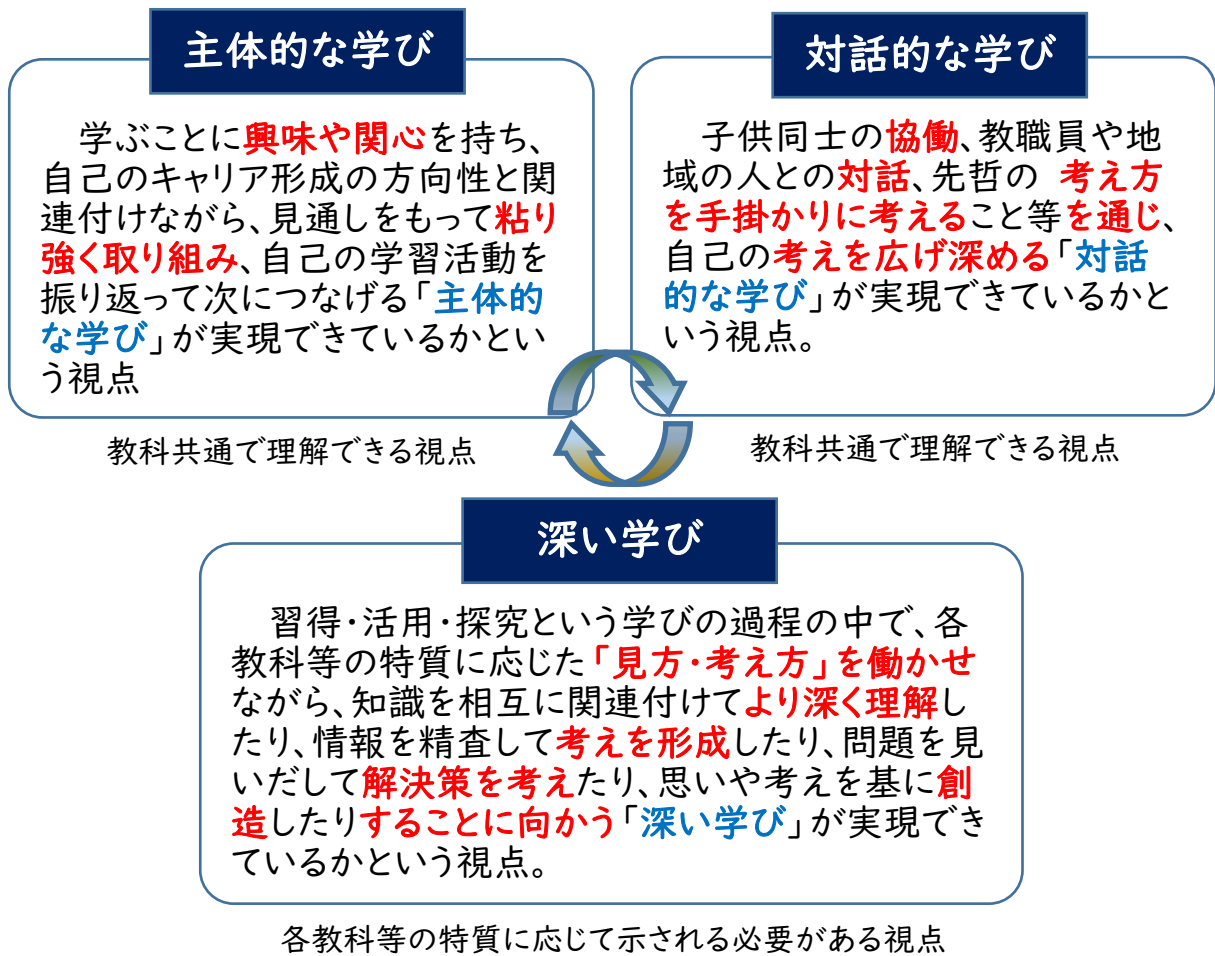 主体的な学び
学ぶことに興味や関心を持ち、
自己のキャリア形成の方向性と関
連付けながら、見通しをもって粘り
強く取り組み、自己の学習活動を
振り返って次につなげる「主体的
な学び」が実現できているかとい
う視点
教科共通で理解できる視点
対話的な学び
子供同士の協働、教職員や地
域の人との対話、先哲の 考え方
を手掛かりに考えること等を通じ、
自己の考えを広げ深める「対話
的な学び」が実現できているかと
いう視点。
教科共通で理解できる視点
深い学び
習得・活用・探究という学びの過程の中で、各
教科等の特質に応じた「見方・考え方」を働かせ
ながら、知識を相互に関連付けてより深く理解し
たり、情報を精査して考えを形成したり、問題を見
いだして解決策を考えたり、思いや考えを基に創
造したりすることに向かう「深い学び」が実現でき
ているかという視点。
各教科等の特質に応じて示される必要がある視点